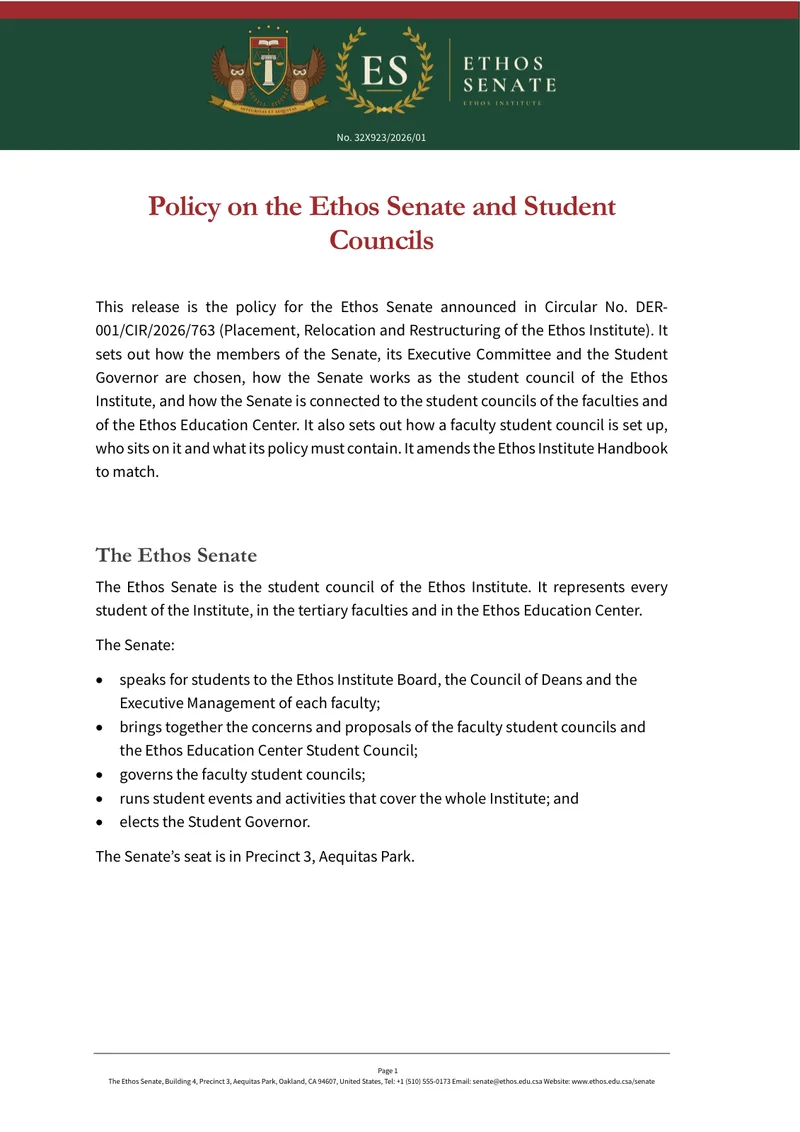 ES
ETHOS
SENATE
ETHOS INSTITUTE
No. 32X923/2026/01
Policy on the Ethos Senate and Student
Councils
This release is the policy for the Ethos Senate announced in Circular No. DER-
001/CIR/2026/763 (Placement, Relocation and Restructuring of the Ethos Institute). It
sets out how the members of the Senate, its Executive Committee and the Student
Governor are chosen, how the Senate works as the student council of the Ethos
Institute, and how the Senate is connected to the student councils of the faculties and
of the Ethos Education Center. It also sets out how a faculty student council is set up,
who sits on it and what its policy must contain. It amends the Ethos Institute Handbook
to match.
The Ethos Senate
The Ethos Senate is the student council of the Ethos Institute. It represents every
student of the Institute, in the tertiary faculties and in the Ethos Education Center.
The Senate:
• speaks for students to the Ethos Institute Board, the Council of Deans and the
Executive Management of each faculty;
• brings together the concerns and proposals of the faculty student councils and
the Ethos Education Center Student Council;
• governs the faculty student councils;
• runs student events and activities that cover the whole Institute; and
• elects the Student Governor.
The Senate’s seat is in Precinct 3, Aequitas Park.
Page 1
The Ethos Senate, Building 4, Precinct 3, Aequitas Park, Oakland, CA 94607, United States, Tel: +1 (510) 555-0173 Email: senate@ethos.edu.csa Website: www.ethos.edu.csa/senate